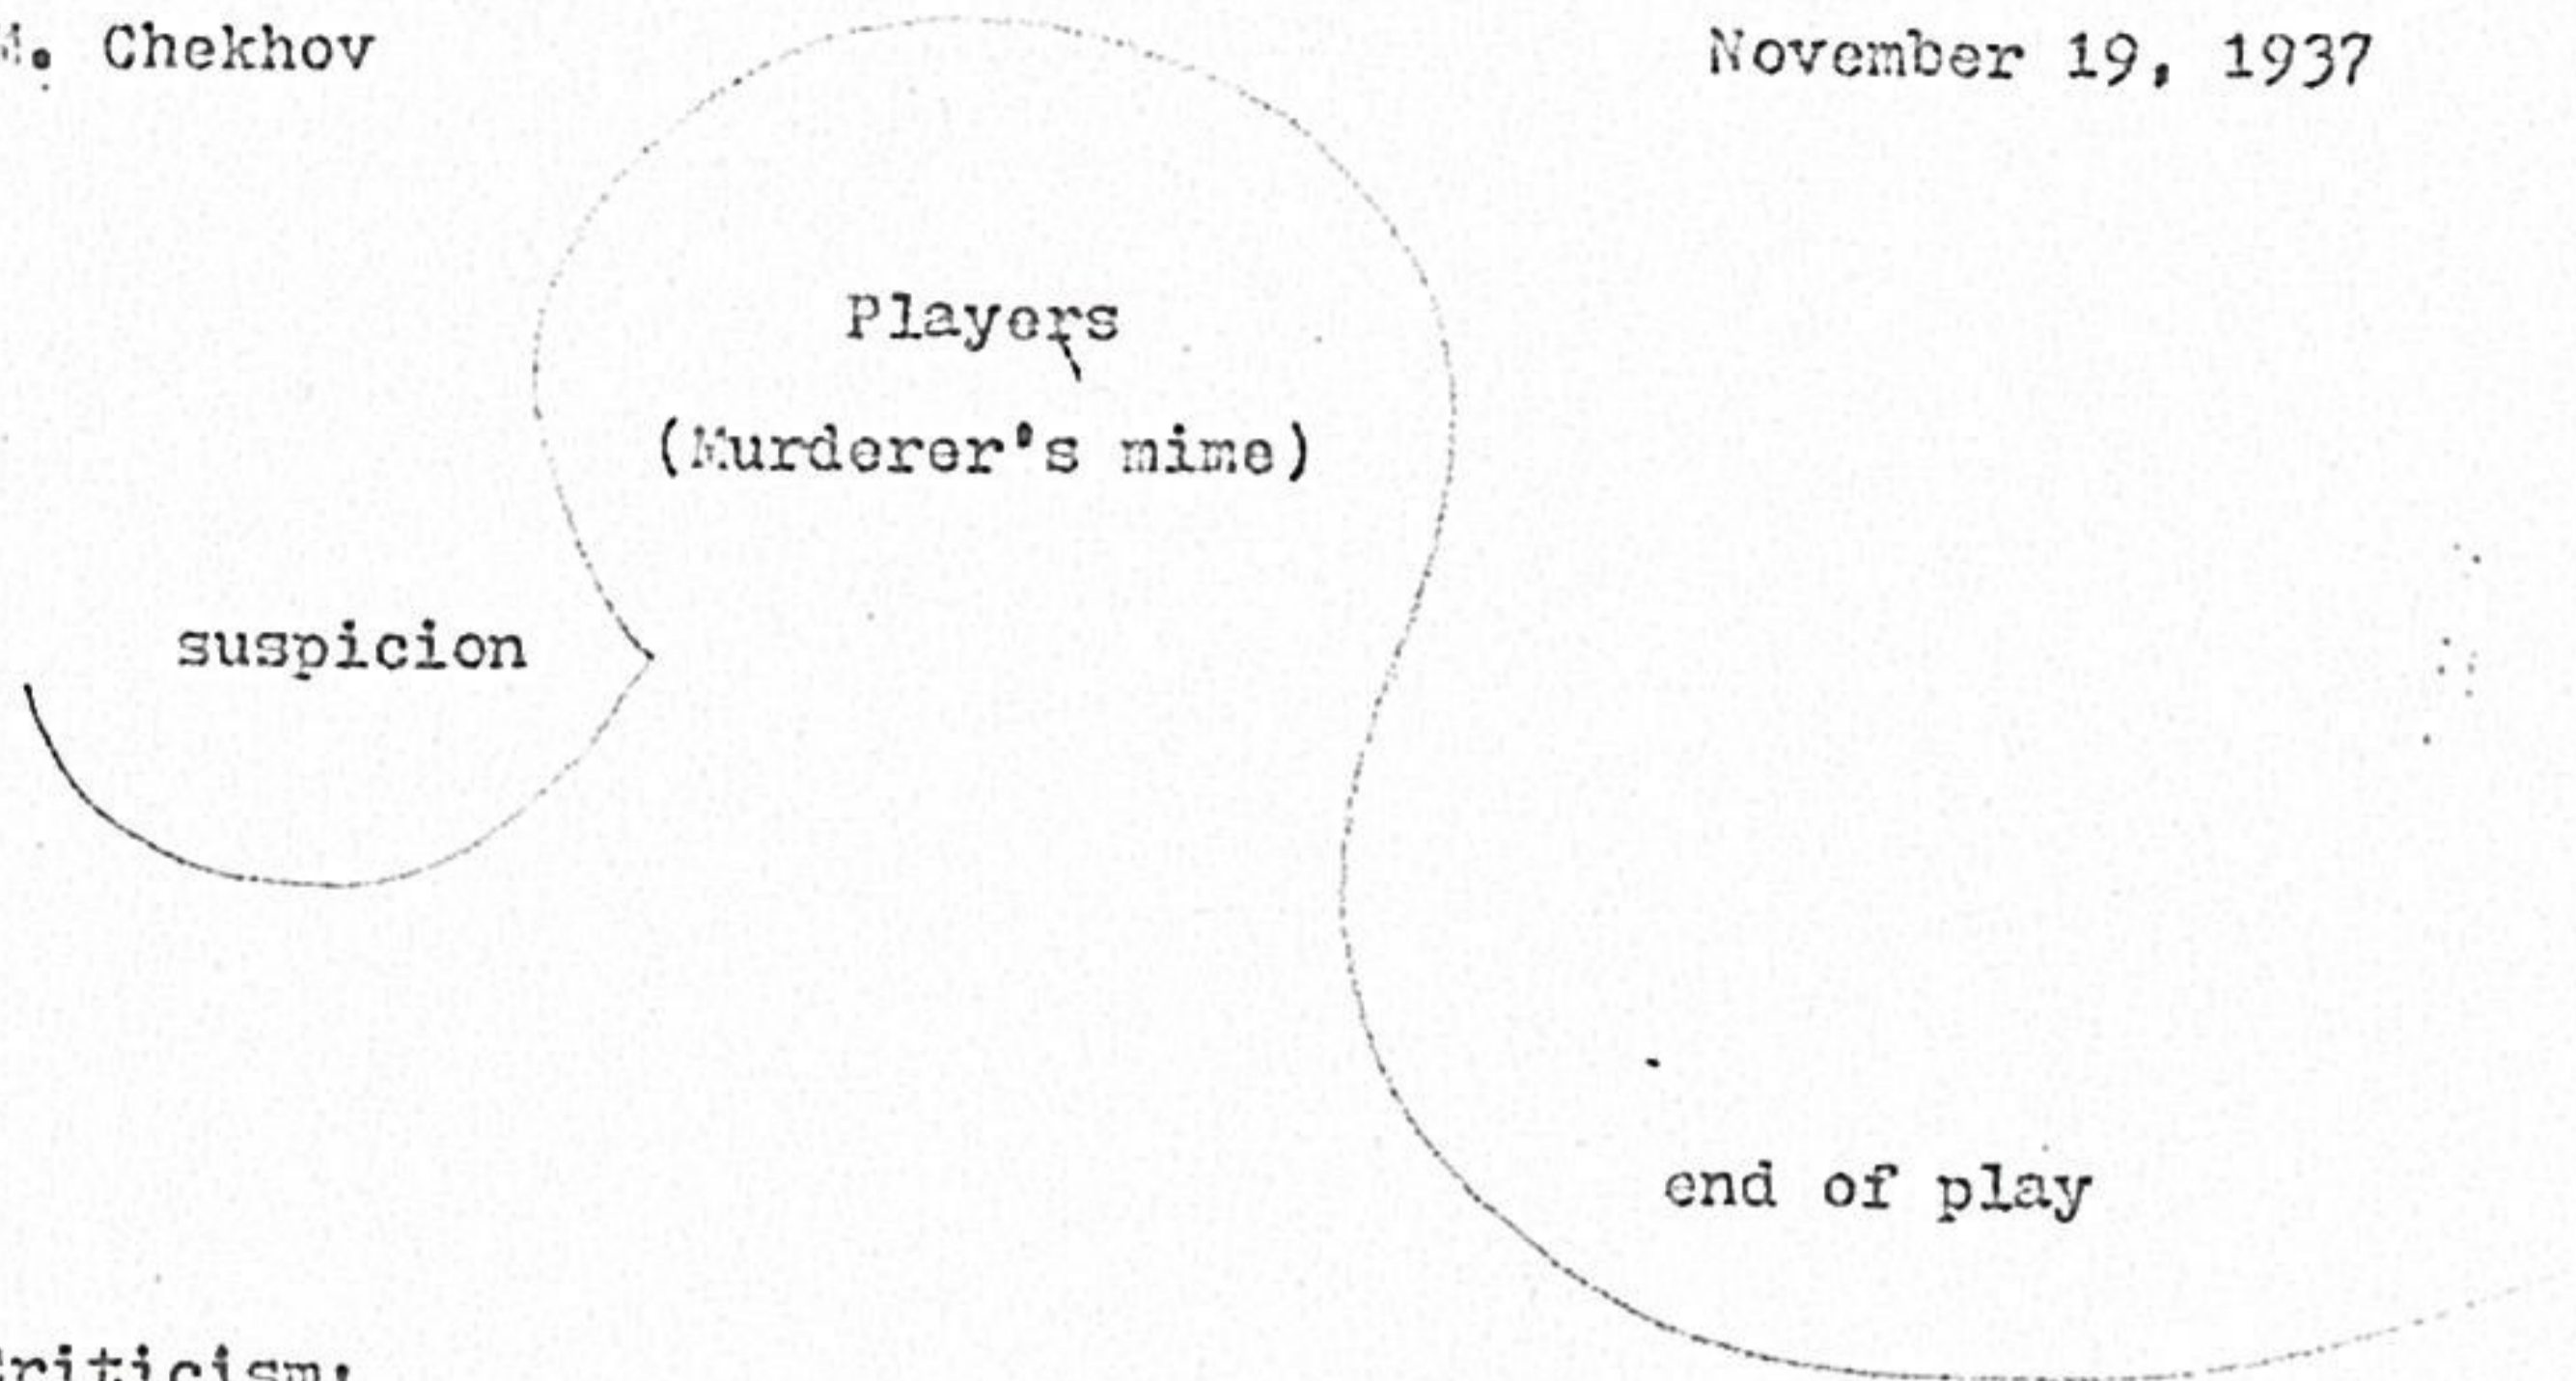 M. Chekhov
November 19, 1937
Players
(Murderer's mime)
suspicion
end of play
Criticism: